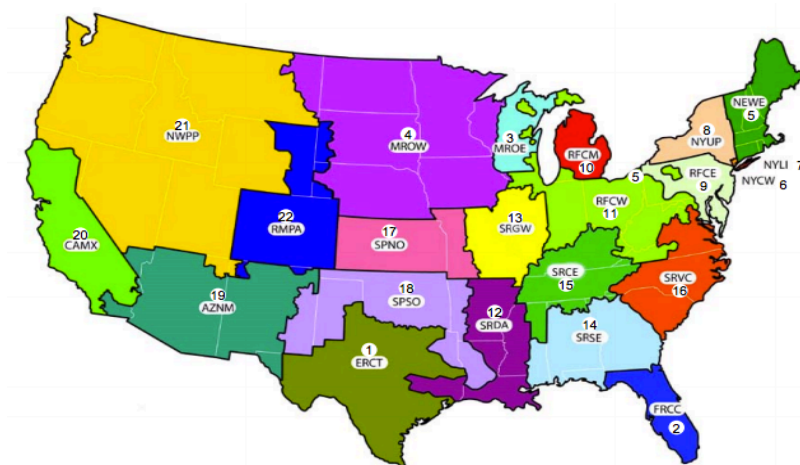 21
NWPP
4
MROW
3
MROE
RFCM
10
8
NYUP
NEWE
5
NYLI 7
NYCW 6
5
RFCE
9
RFCW
11
20
CAMX
22
RMPA
17
SPNO
13
SRGW
SRCE
15
SRVC
16
19
AZNM
18
SPSO
12
SRDA
14
SRSE
1
ERCT
FRCC
2